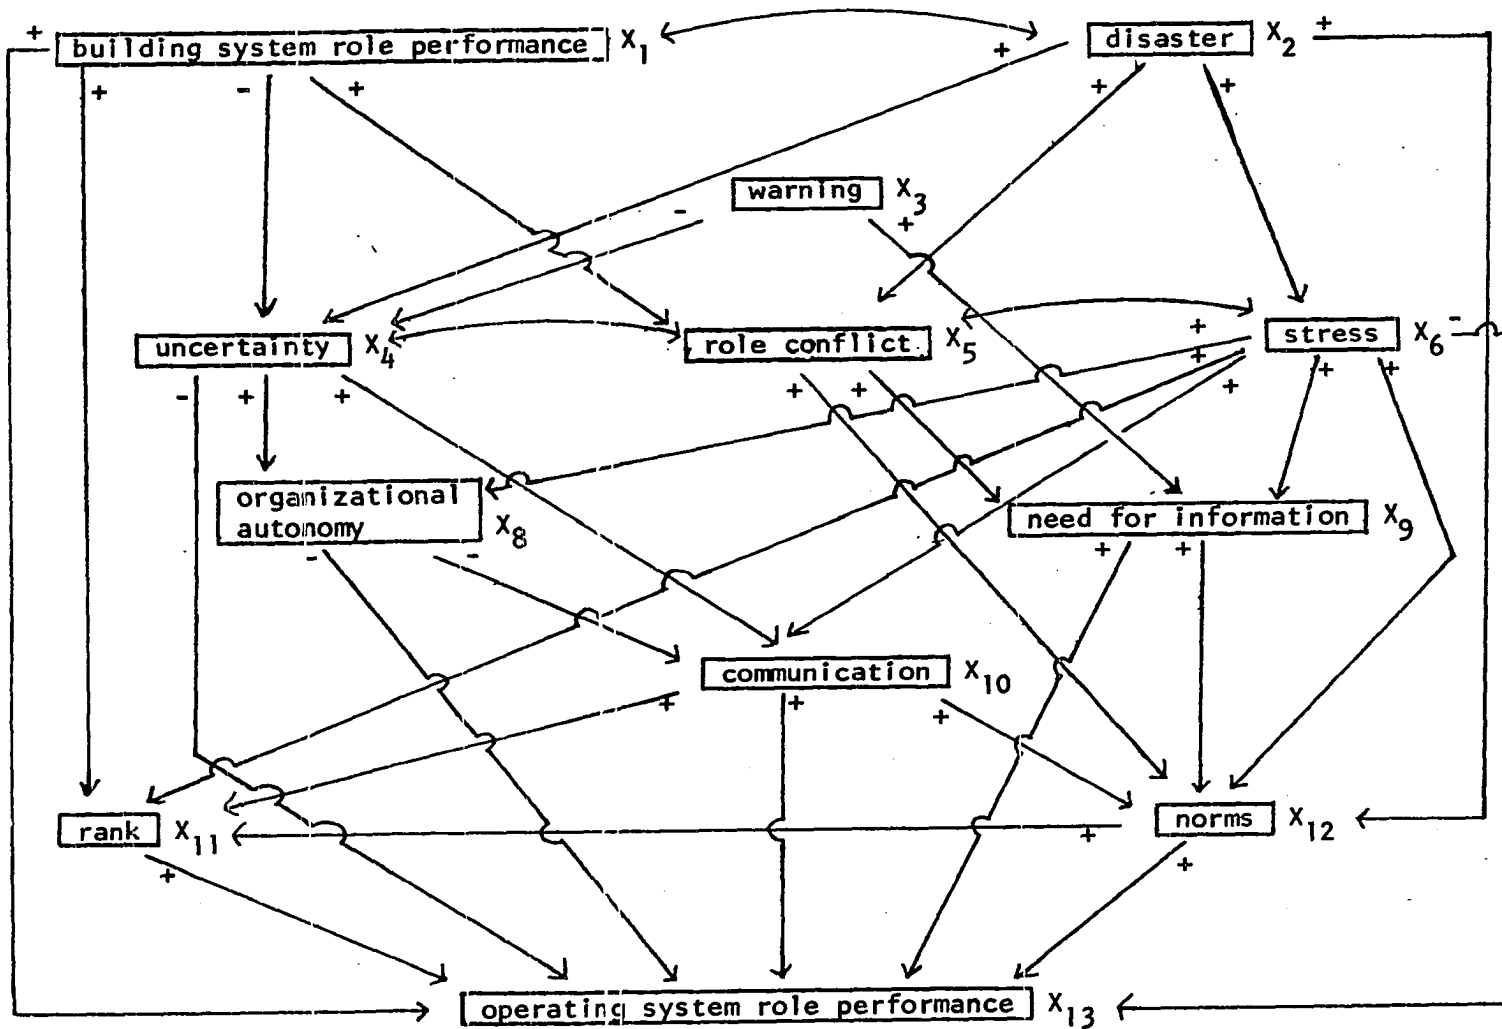 + building system role performance X1
disaster X2 +
+ - + + + +
warning X3
- +
uncertainty X4
role conflict X5
stress X6 -
- + + + + + + + + +
organizational
autonomy X8
need for information X9
- - + +
communication X10
+ + +
rank X11
norms X12
+ + +
operating system role performance X13